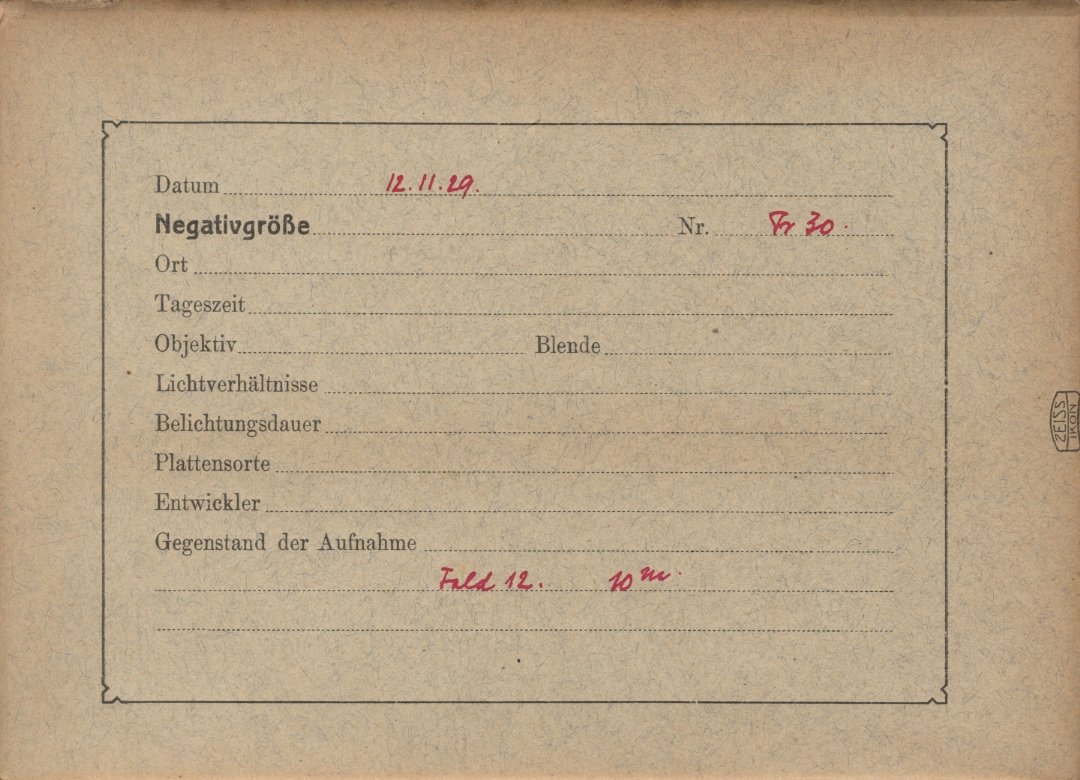 Datum 12.11.29.
Negativgröße Nr. Fr 30.
Ort
Tageszeit
Objektiv Blende
Lichtverhältnisse
Belichtungsdauer
Plattensorte
Entwickler
Gegenstand der Aufnahme
Feld 12. 10 m.
ZEISS
IKON